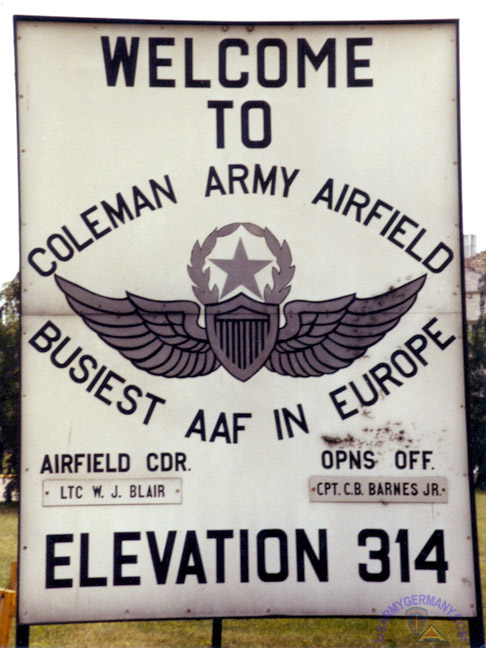 WELCOME
TO
COLEMAN ARMY AIRFIELD
BUSIEST AAF IN EUROPE
AIRFIELD CDR.
LTC W. J. BLAIR
OPNS OFF.
CPT. C.B. BARNES JR.
ELEVATION 314